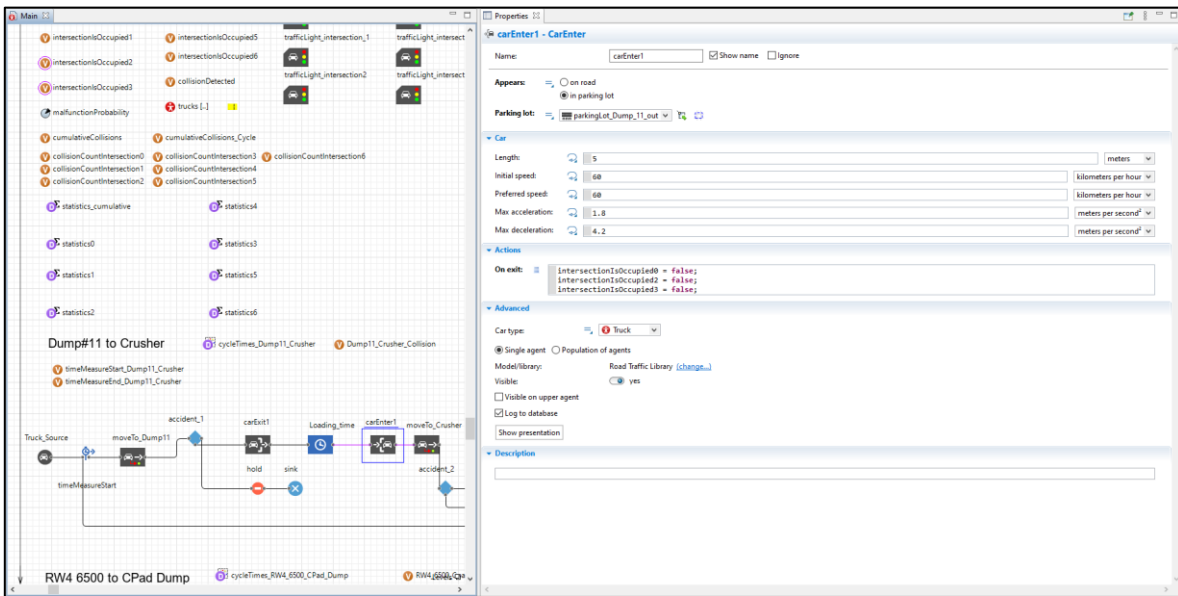 Main
intersectionIsOccupied1
intersectionIsOccupied5
trafficLight_intersection_1
trafficLight_intersect
intersectionIsOccupied2
intersectionIsOccupied6
intersectionIsOccupied3
collisionDetected
trafficLight_intersection2
trafficLight_intersect
malfunctionProbability
trucks [..]
cumulativeCollisions
cumulativeCollisions_Cycle
collisionCountIntersection0
collisionCountIntersection3
collisionCountIntersection6
collisionCountIntersection1
collisionCountIntersection4
collisionCountIntersection2
collisionCountIntersection5
statistics_cumulative
statistics4
statistics0
statistics3
statistics1
statistics5
statistics2
statistics6
Dump#11 to Crusher
cycleTimes_Dump11_Crusher
Dump11_Crusher_Collision
timeMeasureStart_Dump11_Crusher
timeMeasureEnd_Dump11_Crusher
Truck_Source
moveTo_Dump11
accident_1
carExit1
Loading_time
carEnter1
moveTo_Crusher
hold
sink
accident_2
timeMeasureStart
RW4 6500 to CPad Dump
cycleTimes_RW4_6500_CPad_Dump
Properties
carEnter1 - CarEnter
Name:
carEnter1
Show name
Ignore
Appears:
on road
in parking lot
Parking lot:
parkingLot_Dump_11_out
Car
Length:
5
meters
Initial speed:
60
kilometers per hour
Preferred speed:
60
kilometers per hour
Max acceleration:
1.8
meters per second²
Max deceleration:
4.2
meters per second²
Actions
On exit:
intersectionIsOccupied0 = false;
intersectionIsOccupied2 = false;
intersectionIsOccupied3 = false;
Advanced
Car type:
Truck
Single agent
Population of agents
Model/library:
Road Traffic Library (change...)
Visible:
yes
Visible on upper agent
Log to database
Show presentation
Description